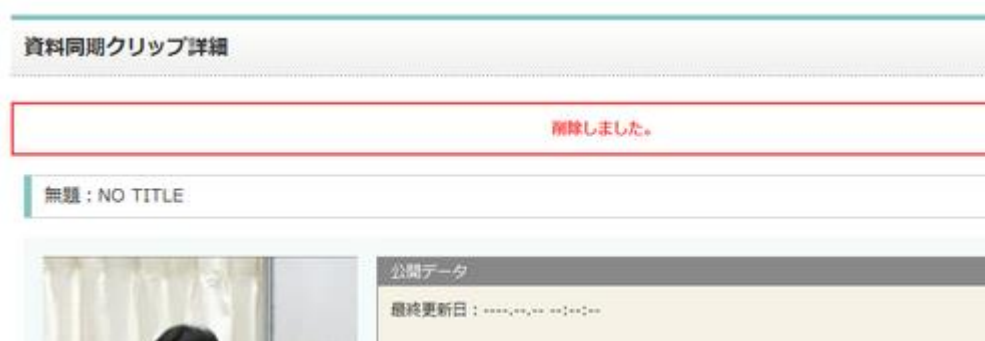 資料同期クリップ詳細
削除しました。
無題：NO TITLE
公開データ
最終更新日：----.--.-- --:--:--